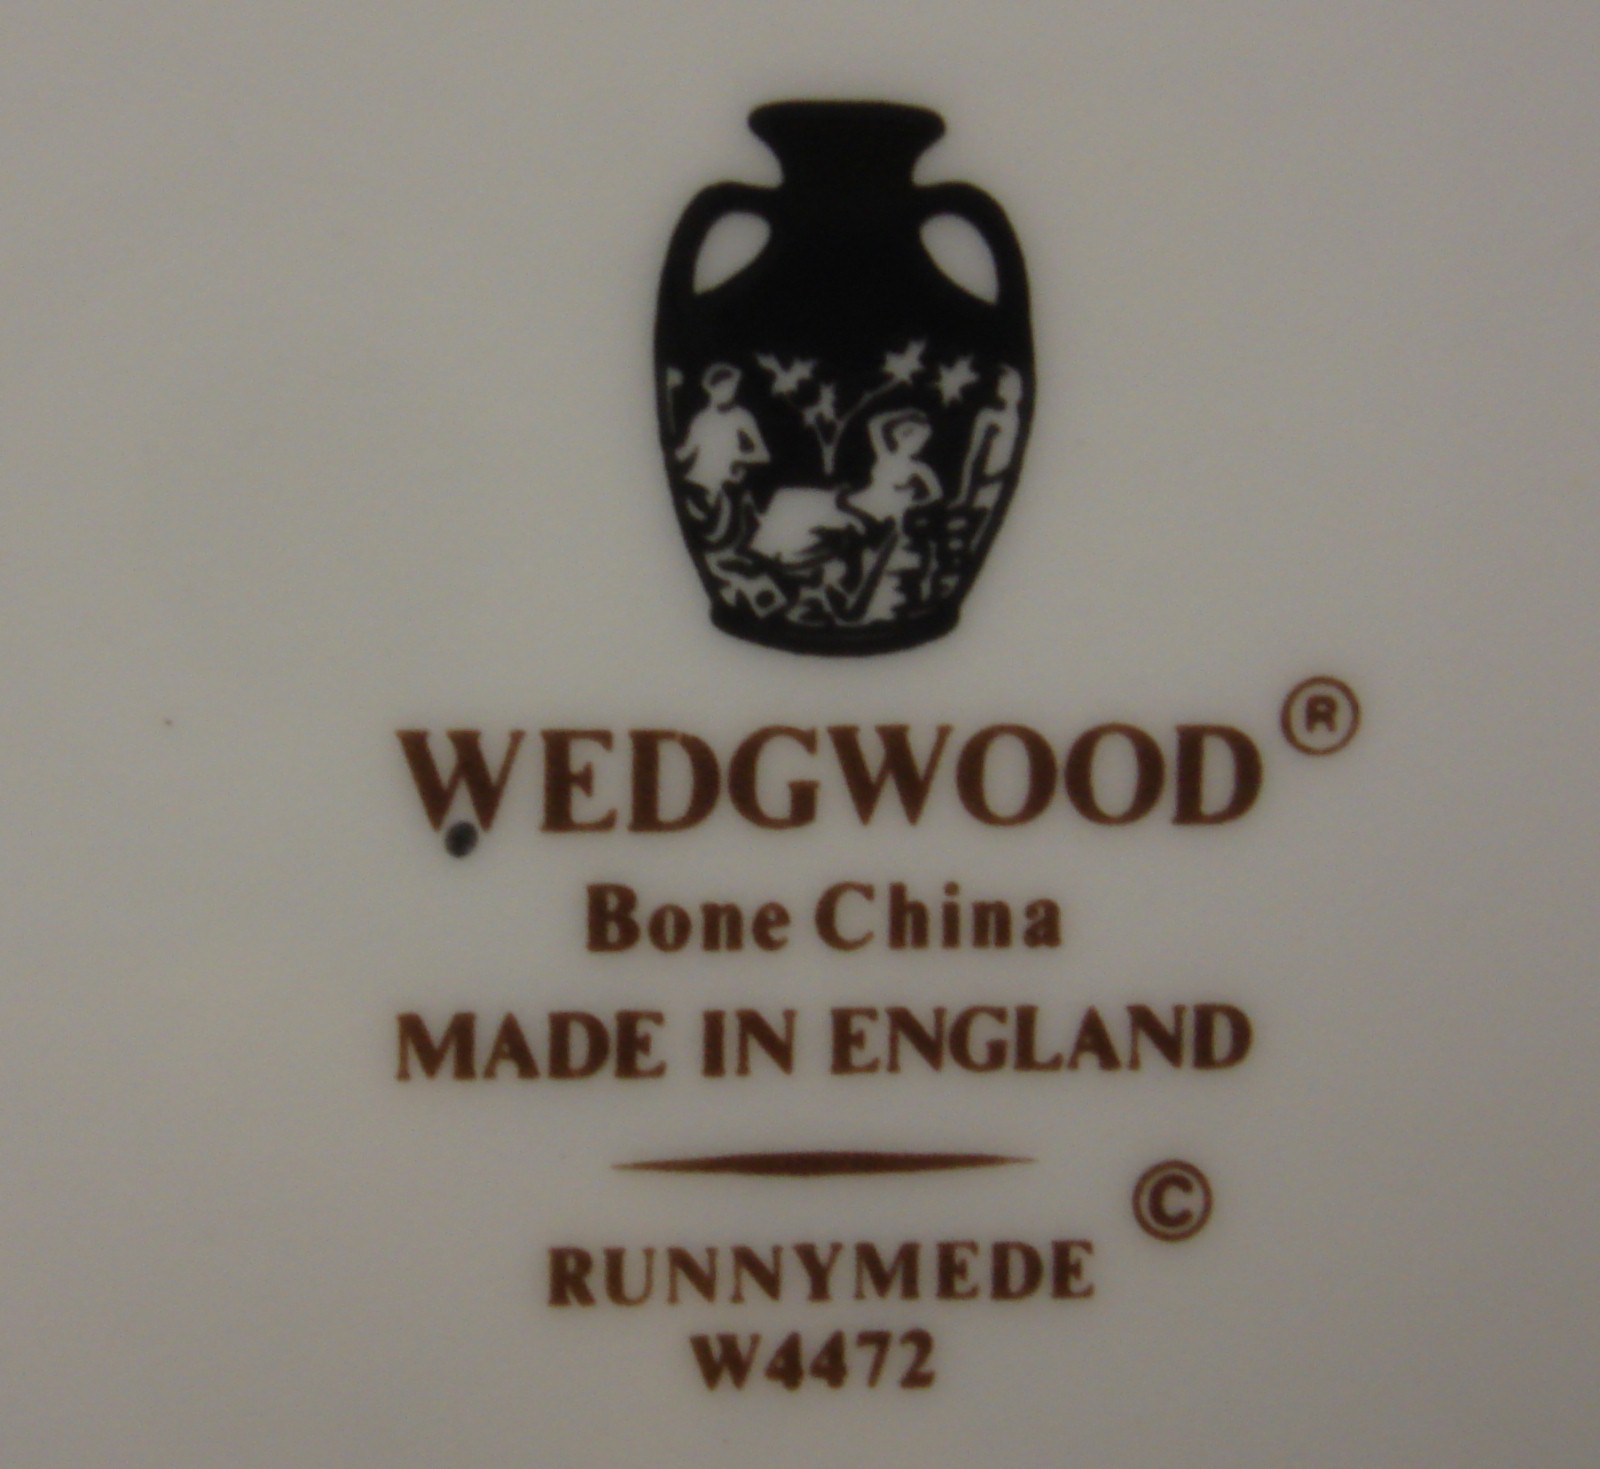 WEDGWOOD®
Bone China
MADE IN ENGLAND
©
RUNNYMEDE
W4472